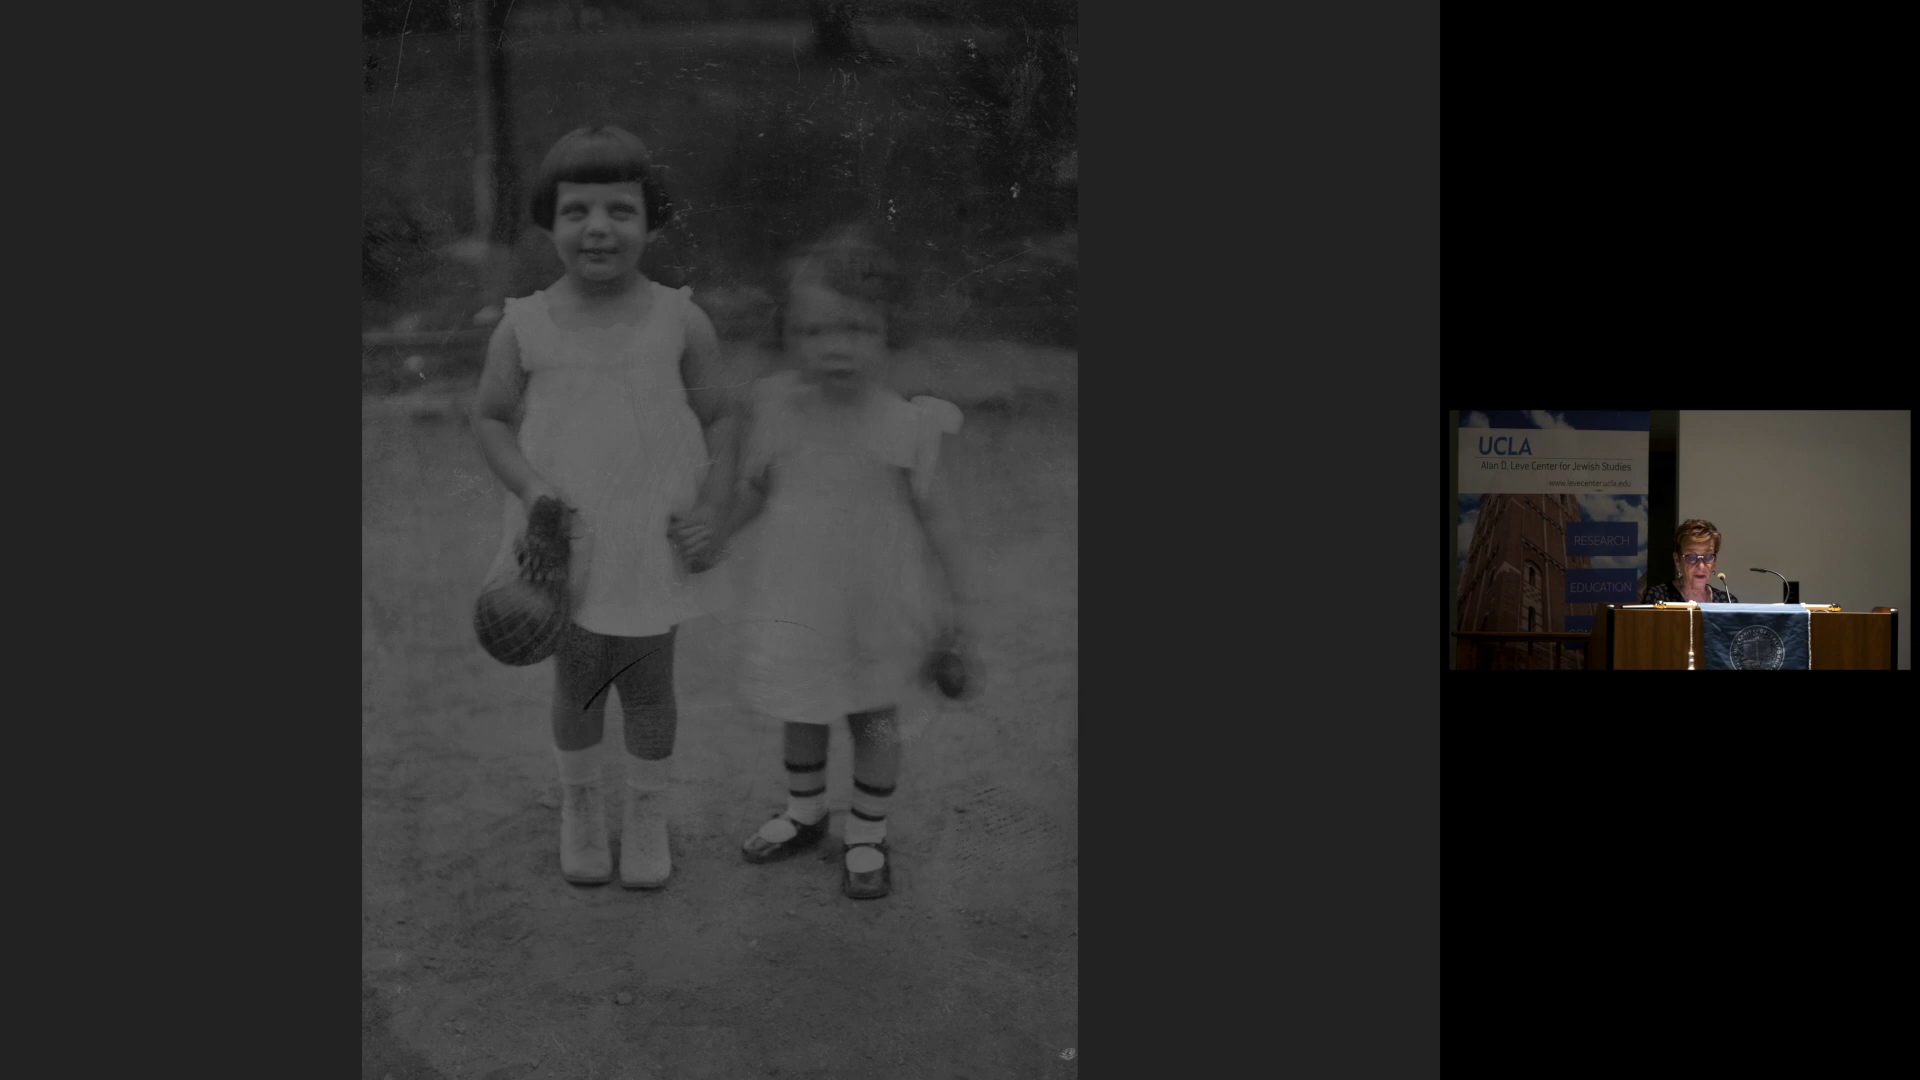 UCLA
Alan D. Leve Center for Jewish Studies
www.levecenter.ucla.edu
RESEARCH
EDUCATION